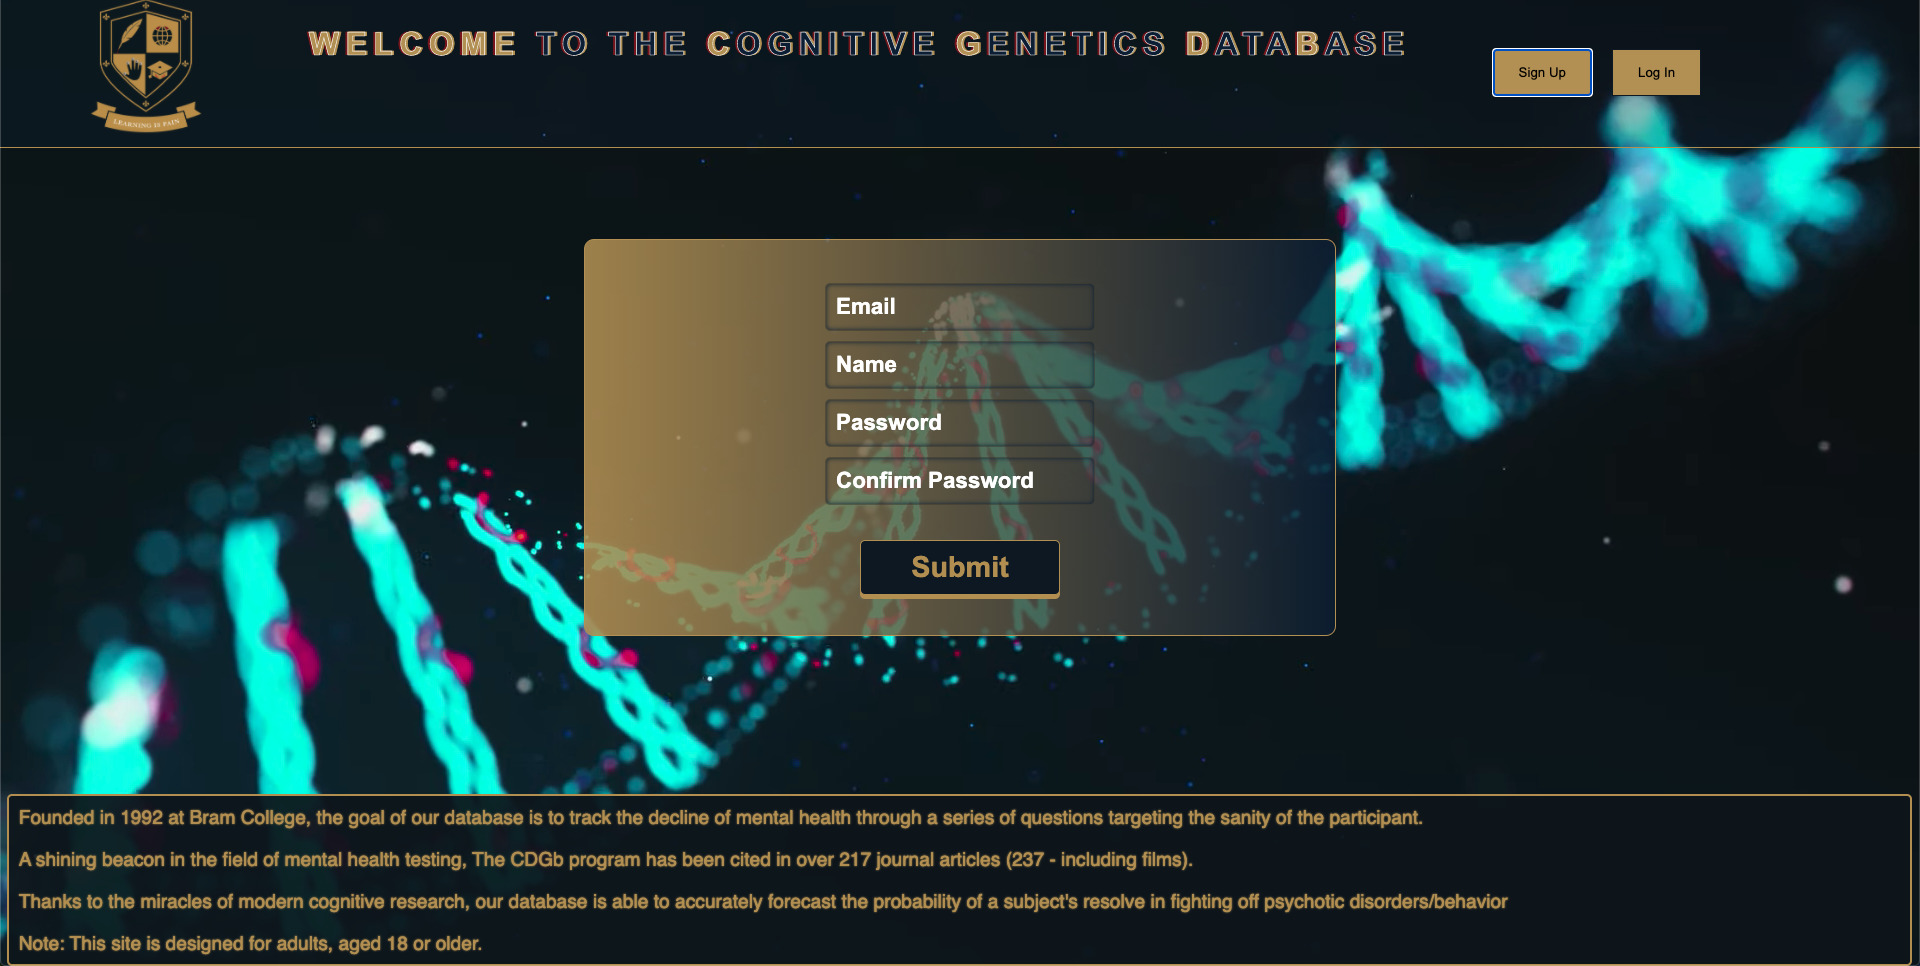 WELCOME TO THE COGNITIVE GENETICS DATABASE
Sign Up
Log In
LEARNING IS PAIN
Email
Name
Password
Confirm Password
Submit
Founded in 1992 at Bram College, the goal of our database is to track the decline of mental health through a series of questions targeting the sanity of the participant.
A shining beacon in the field of mental health testing, The CDGb program has been cited in over 217 journal articles (237 - including films).
Thanks to the miracles of modern cognitive research, our database is able to accurately forecast the probability of a subject's resolve in fighting off psychotic disorders/behavior
Note: This site is designed for adults, aged 18 or older.